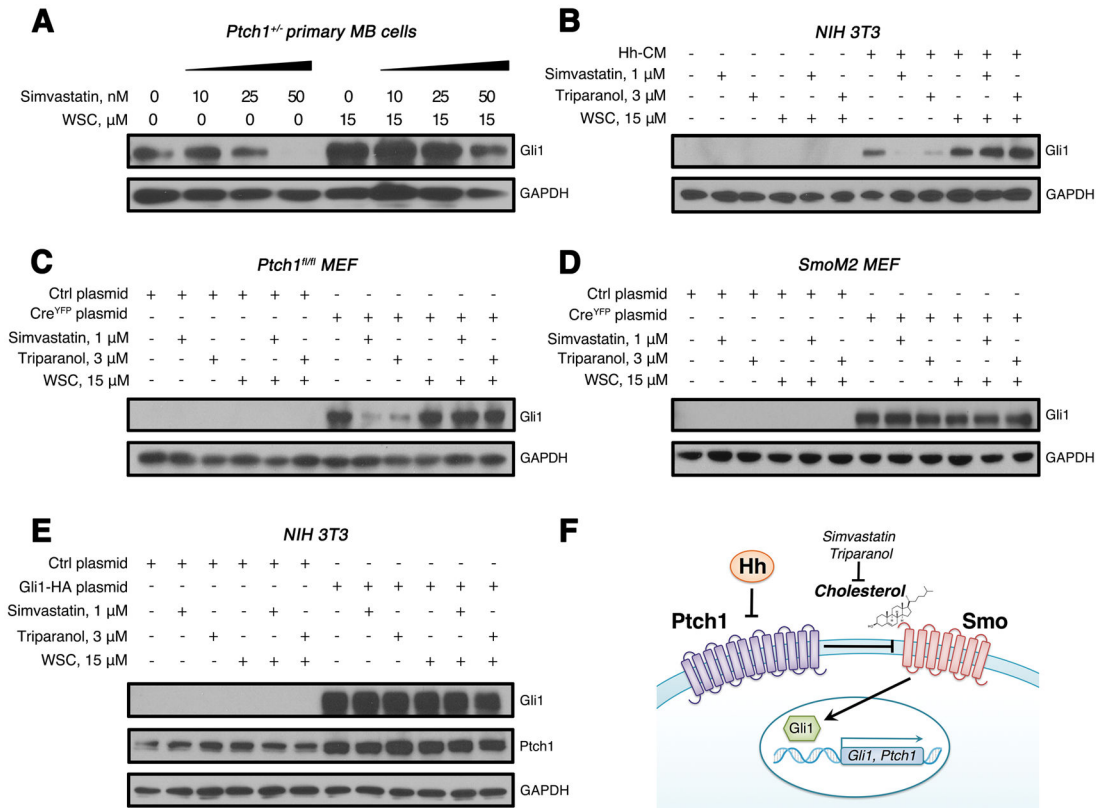 A
Ptch1+/- primary MB cells
Simvastatin, nM 0 10 25 50 0 10 25 50
WSC, μM 0 0 0 0 15 15 15 15
Gli1
GAPDH
B
NIH 3T3
Hh-CM - - - - - - + + + + + +
Simvastatin, 1 μM - + - - + - - + - - + -
Triparanol, 3 μM - - + - - + - - + - - +
WSC, 15 μM - - - + + + - - - + + +
Gli1
GAPDH
C
Ptch1fl/fl MEF
Ctrl plasmid + + + + + + - - - - - -
CreYFP plasmid - - - - - - + + + + + +
Simvastatin, 1 μM - + - - + - - + - - + -
Triparanol, 3 μM - - + - - + - - + - - +
WSC, 15 μM - - - + + + - - - + + +
Gli1
GAPDH
D
SmoM2 MEF
Ctrl plasmid + + + + + + - - - - - -
CreYFP plasmid - - - - - - + + + + + +
Simvastatin, 1 μM - + - - + - - + - - + -
Triparanol, 3 μM - - + - - + - - + - - +
WSC, 15 μM - - - + + + - - - + + +
Gli1
GAPDH
E
NIH 3T3
Ctrl plasmid + + + + + + - - - - - -
Gli1-HA plasmid - - - - - - + + + + + +
Simvastatin, 1 μM - + - - + - - + - - + -
Triparanol, 3 μM - - + - - + - - + - - +
WSC, 15 μM - - - + + + - - - + + +
Gli1
Ptch1
GAPDH
F
Simvastatin
Triparanol
Hh
Cholesterol
Ptch1
Smo
Gli1
Gli1, Ptch1